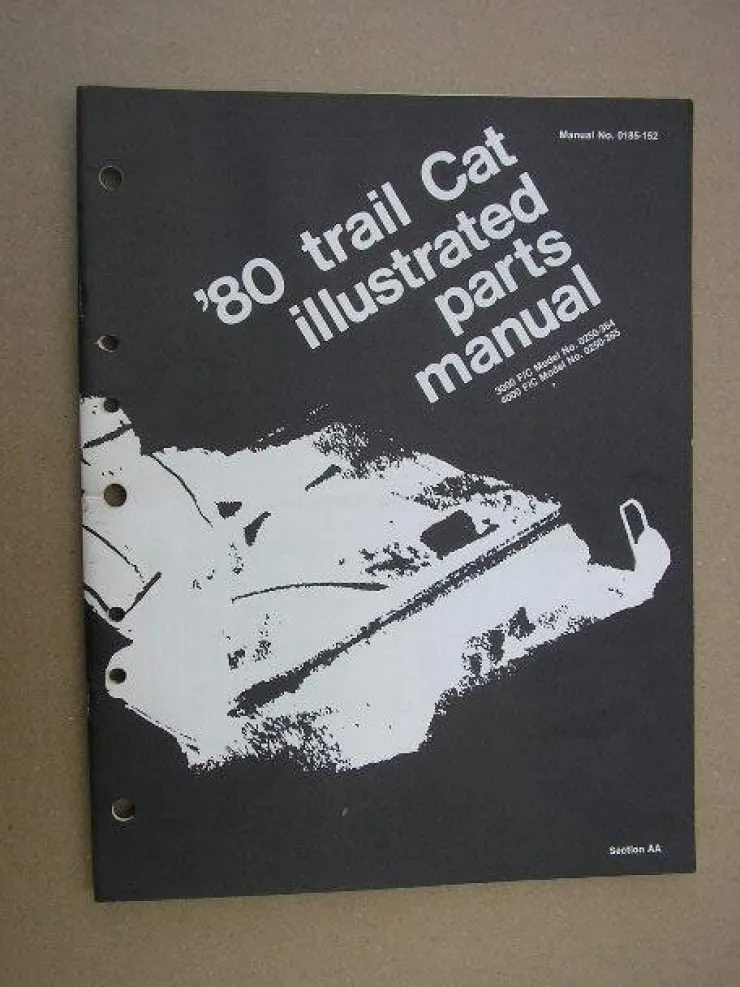 Manual No. 0185-152
'80 trail Cat
illustrated
parts
manual
3000 F/C Model No. 0250-364
4000 F/C Model No. 0250-265
Section AA